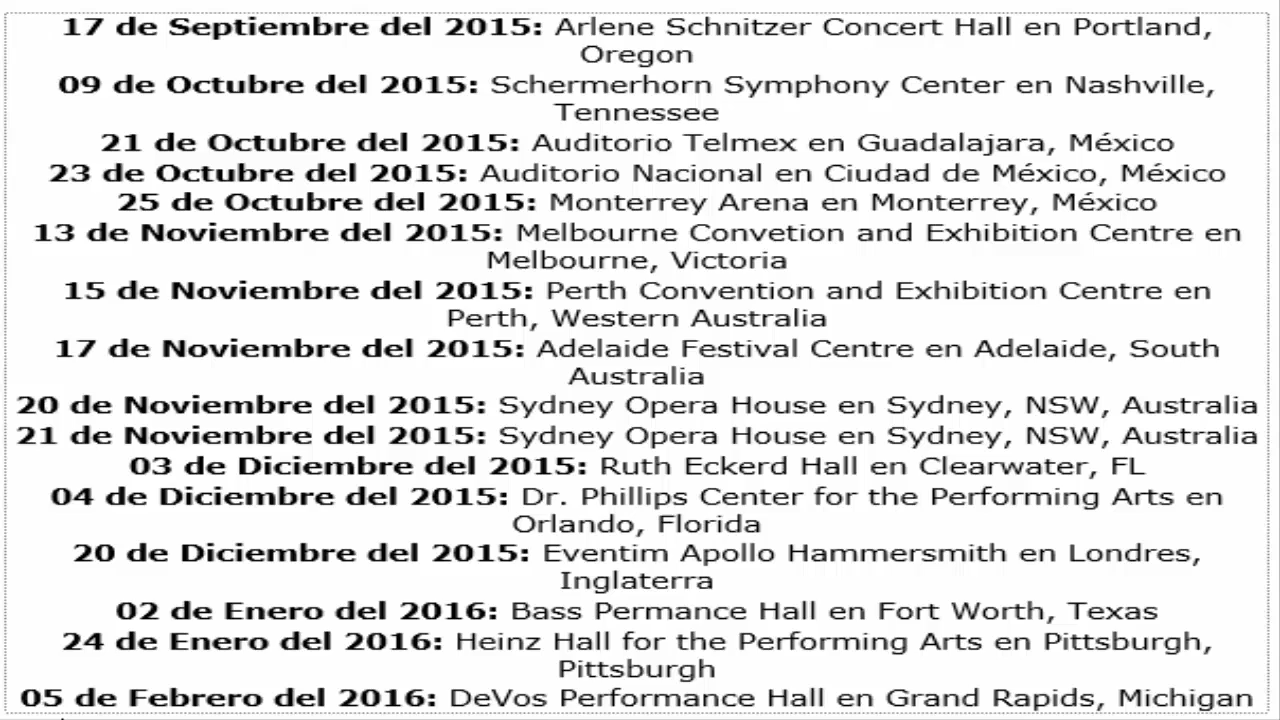 17 de Septiembre del 2015: Arlene Schnitzer Concert Hall en Portland,
Oregon
09 de Octubre del 2015: Schermerhorn Symphony Center en Nashville,
Tennessee
21 de Octubre del 2015: Auditorio Telmex en Guadalajara, México
23 de Octubre del 2015: Auditorio Nacional en Ciudad de México, México
25 de Octubre del 2015: Monterrey Arena en Monterrey, México
13 de Noviembre del 2015: Melbourne Convetion and Exhibition Centre en
Melbourne, Victoria
15 de Noviembre del 2015: Perth Convention and Exhibition Centre en
Perth, Western Australia
17 de Noviembre del 2015: Adelaide Festival Centre en Adelaide, South
Australia
20 de Noviembre del 2015: Sydney Opera House en Sydney, NSW, Australia
21 de Noviembre del 2015: Sydney Opera House en Sydney, NSW, Australia
03 de Diciembre del 2015: Ruth Eckerd Hall en Clearwater, FL
04 de Diciembre del 2015: Dr. Phillips Center for the Performing Arts en
Orlando, Florida
20 de Diciembre del 2015: Eventim Apollo Hammersmith en Londres,
Inglaterra
02 de Enero del 2016: Bass Permance Hall en Fort Worth, Texas
24 de Enero del 2016: Heinz Hall for the Performing Arts en Pittsburgh,
Pittsburgh
05 de Febrero del 2016: DeVos Performance Hall en Grand Rapids, Michigan